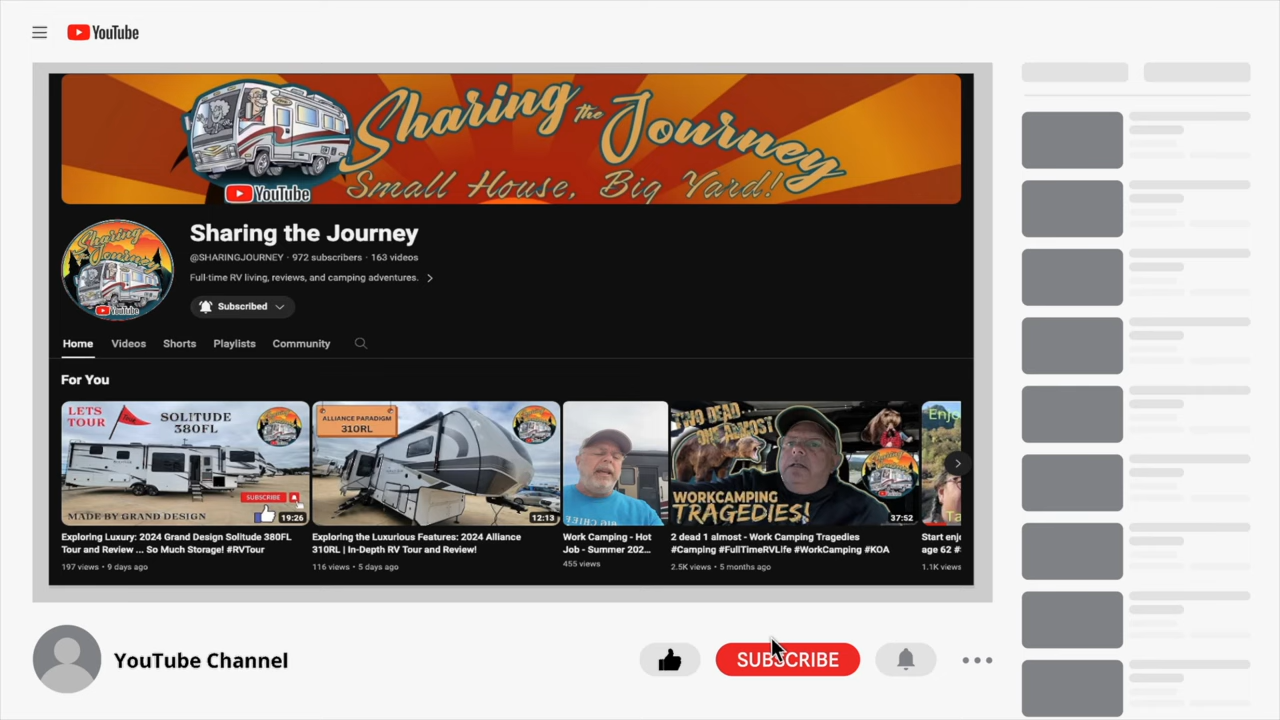 YouTube
Sharing the Journey
Small House, Big Yard!
YouTube
Sharing the Journey
YouTube
Sharing the Journey
@SHARINGJOURNEY · 972 subscribers · 163 videos
Full-time RV living, reviews, and camping adventures.
Subscribed
Home Videos Shorts Playlists Community
For You
LETS TOUR
SOLITUDE 380FL
SUBSCRIBE
MADE BY GRAND DESIGN
19:26
ALLIANCE PARADIGM
310RL
12:13
TWO DEAD...
ONE ALMOST
WORKCAMPING
TRAGEDIES!
37:52
Exploring Luxury: 2024 Grand Design Solitude 380FL
Tour and Review ... So Much Storage! #RVTour
197 views · 9 days ago
Exploring the Luxurious Features: 2024 Alliance
310RL | In-Depth RV Tour and Review!
116 views · 5 days ago
Work Camping - Hot
Job - Summer 202...
455 views
2 dead 1 almost - Work Camping Tragedies
#Camping #FullTimeRVLife #WorkCamping #KOA
2.5K views · 5 months ago
Start enj
age 62 #
1.1K views
YouTube Channel
SUBSCRIBE